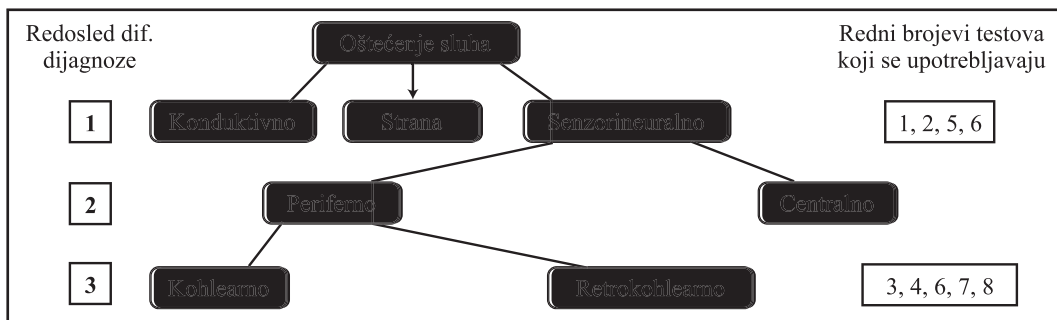 Redosled dif.
dijagnoze
Oštećenje sluha
Redni brojevi testova
koji se upotrebljavaju
1
Konduktivno
Strana
Senzorineuralno
1, 2, 5, 6
2
Periferno
Centralno
3
Kohlearno
Retrokohlearno
3, 4, 6, 7, 8